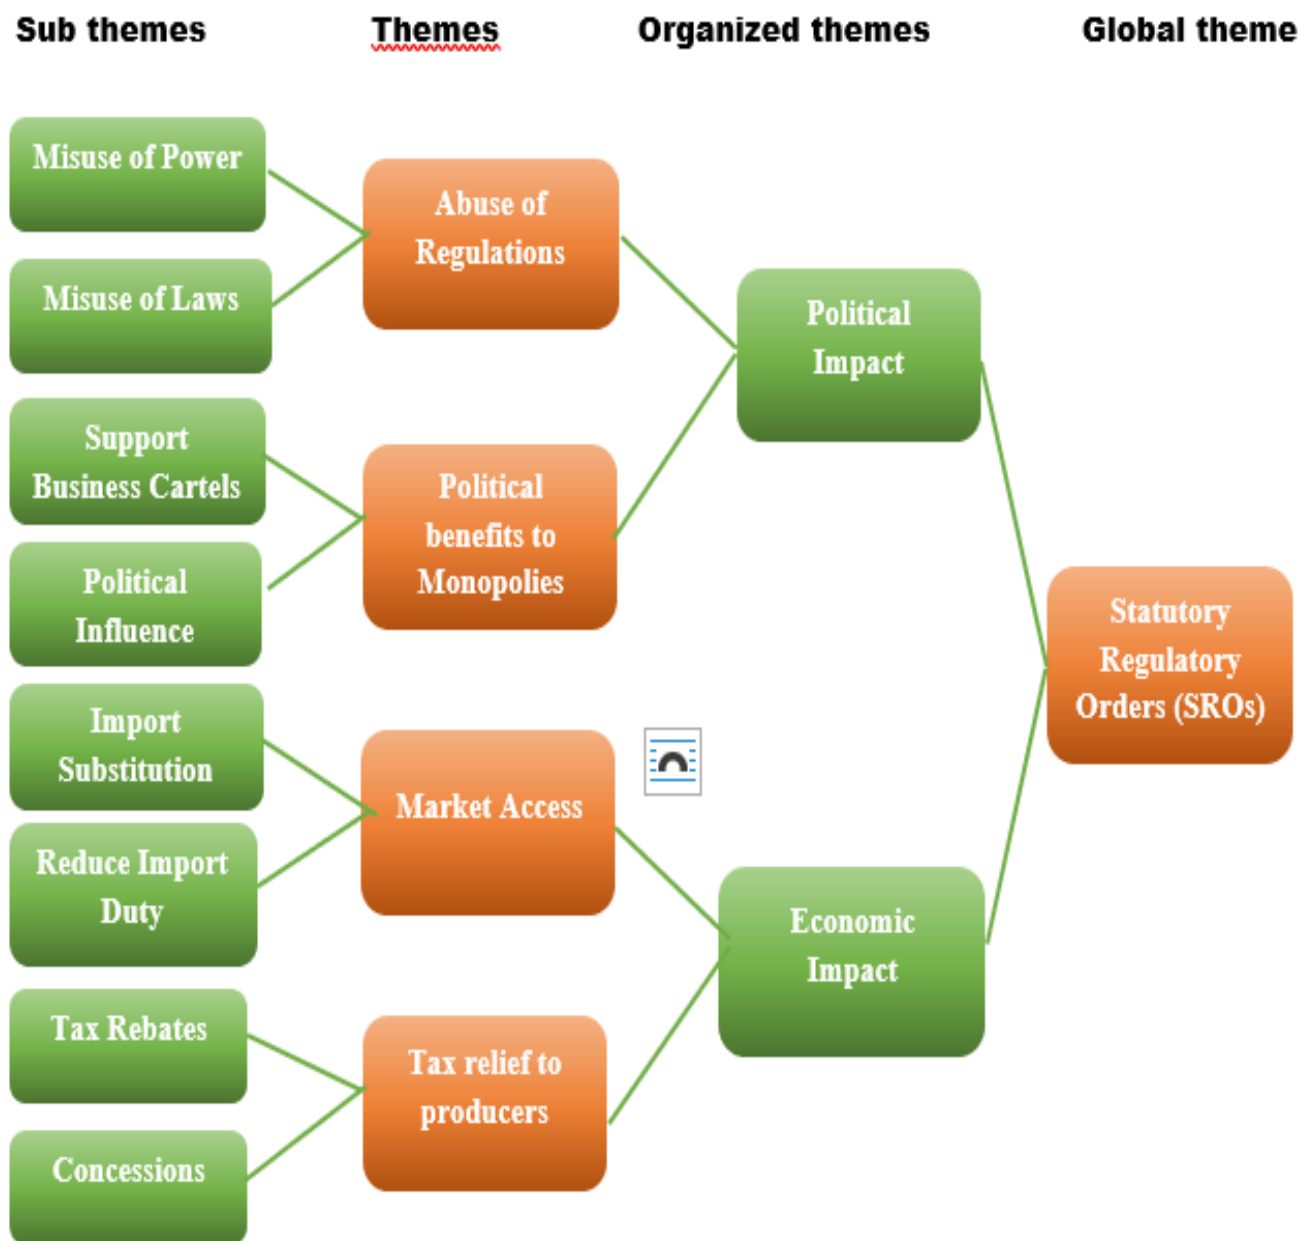 Sub themes
Themes
Organized themes
Global theme
Misuse of Power
Misuse of Laws
Support
Business Cartels
Political
Influence
Import
Substitution
Reduce Import
Duty
Tax Rebates
Concessions
Abuse of
Regulations
Political
benefits to
Monopolies
Market Access
Tax relief to
producers
Political
Impact
Economic
Impact
Statutory
Regulatory
Orders (SROs)